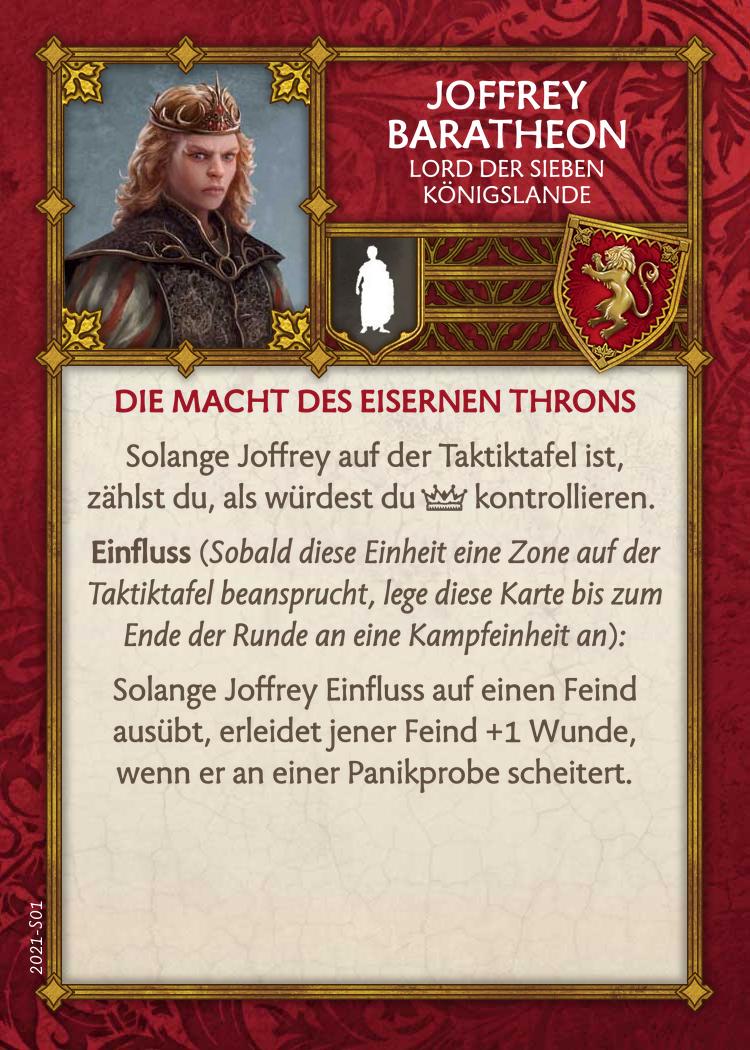 JOFFREY
BARATHEON
LORD DER SIEBEN
KÖNIGSLANDE
DIE MACHT DES EISERNEN THRONS
Solange Joffrey auf der Taktiktafel ist,
zählst du, als würdest du kontrollieren.
Einfluss (Sobald diese Einheit eine Zone auf der
Taktiktafel beansprucht, lege diese Karte bis zum
Ende der Runde an eine Kampfeinheit an):
Solange Joffrey Einfluss auf einen Feind
ausübt, erleidet jener Feind +1 Wunde,
wenn er an einer Panikprobe scheitert.
2021-S01